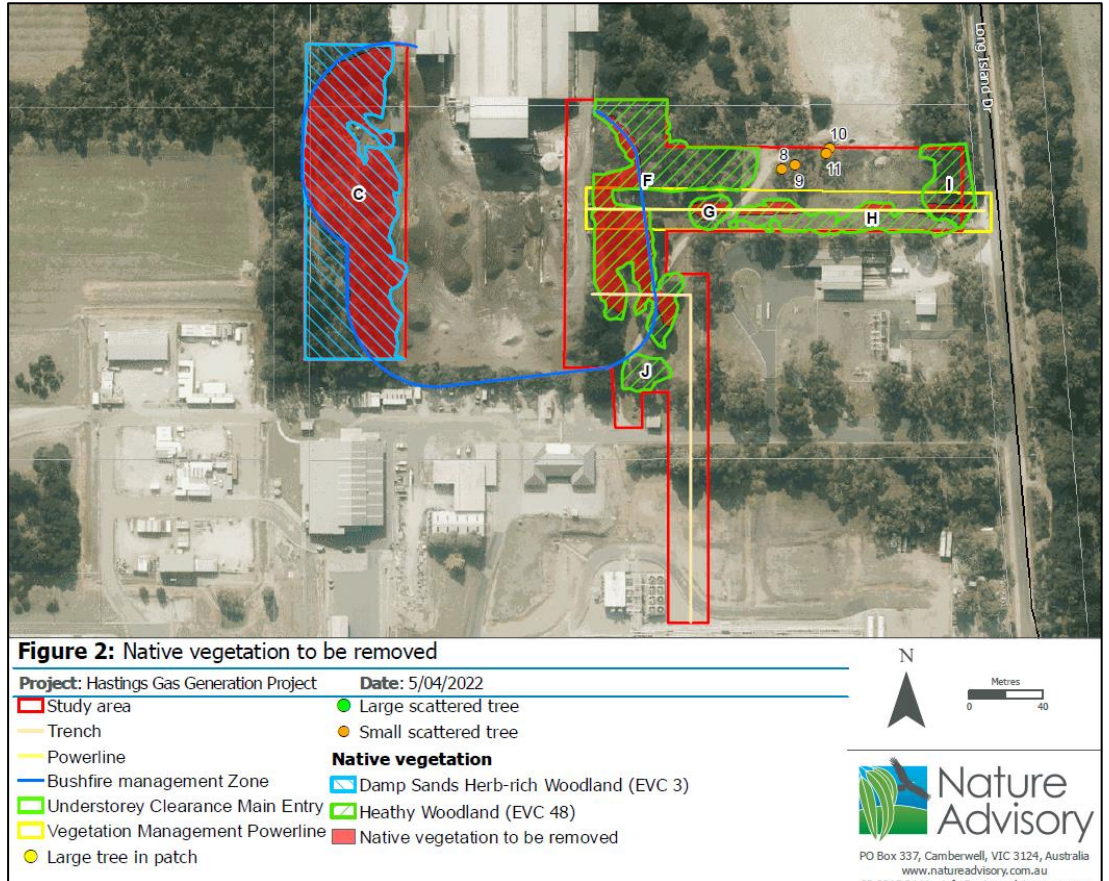 Long Island Dr
C
F
G
H
I
J
8
9
10
11
Figure 2: Native vegetation to be removed
Project: Hastings Gas Generation Project Date: 5/04/2022
Study area
Trench
Powerline
Bushfire management Zone
Understorey Clearance Main Entry
Vegetation Management Powerline
Large tree in patch
Large scattered tree
Small scattered tree
Native vegetation
Damp Sands Herb-rich Woodland (EVC 3)
Heathy Woodland (EVC 48)
Native vegetation to be removed
N
Metres
0 40
Nature
Advisory
PO Box 337, Camberwell, VIC 3124, Australia
www.natureadvisory.com.au